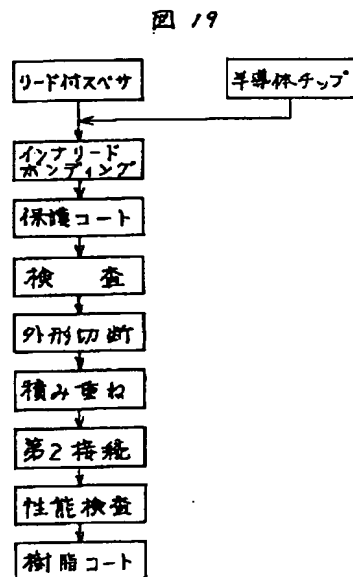 図 19
リード付スペサ
半導体チップ
インナリード
ボンディング
保護コート
検 査
外形切断
積み重ね
第2接続
性能検査
樹脂コート